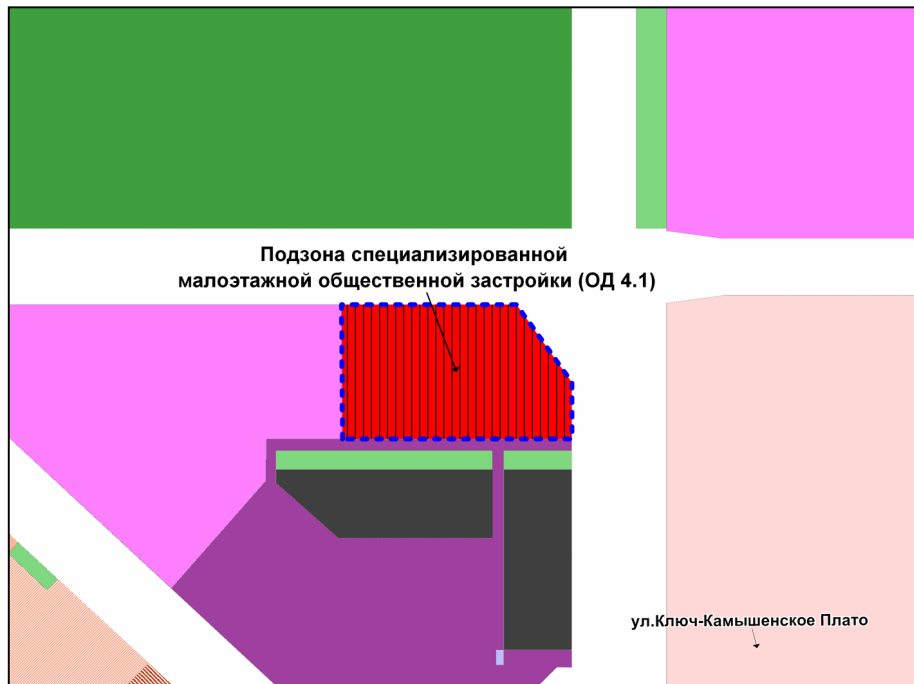 Подзона специализированной
малоэтажной общественной застройки (ОД 4.1)
ул.Ключ-Камышенское Плато